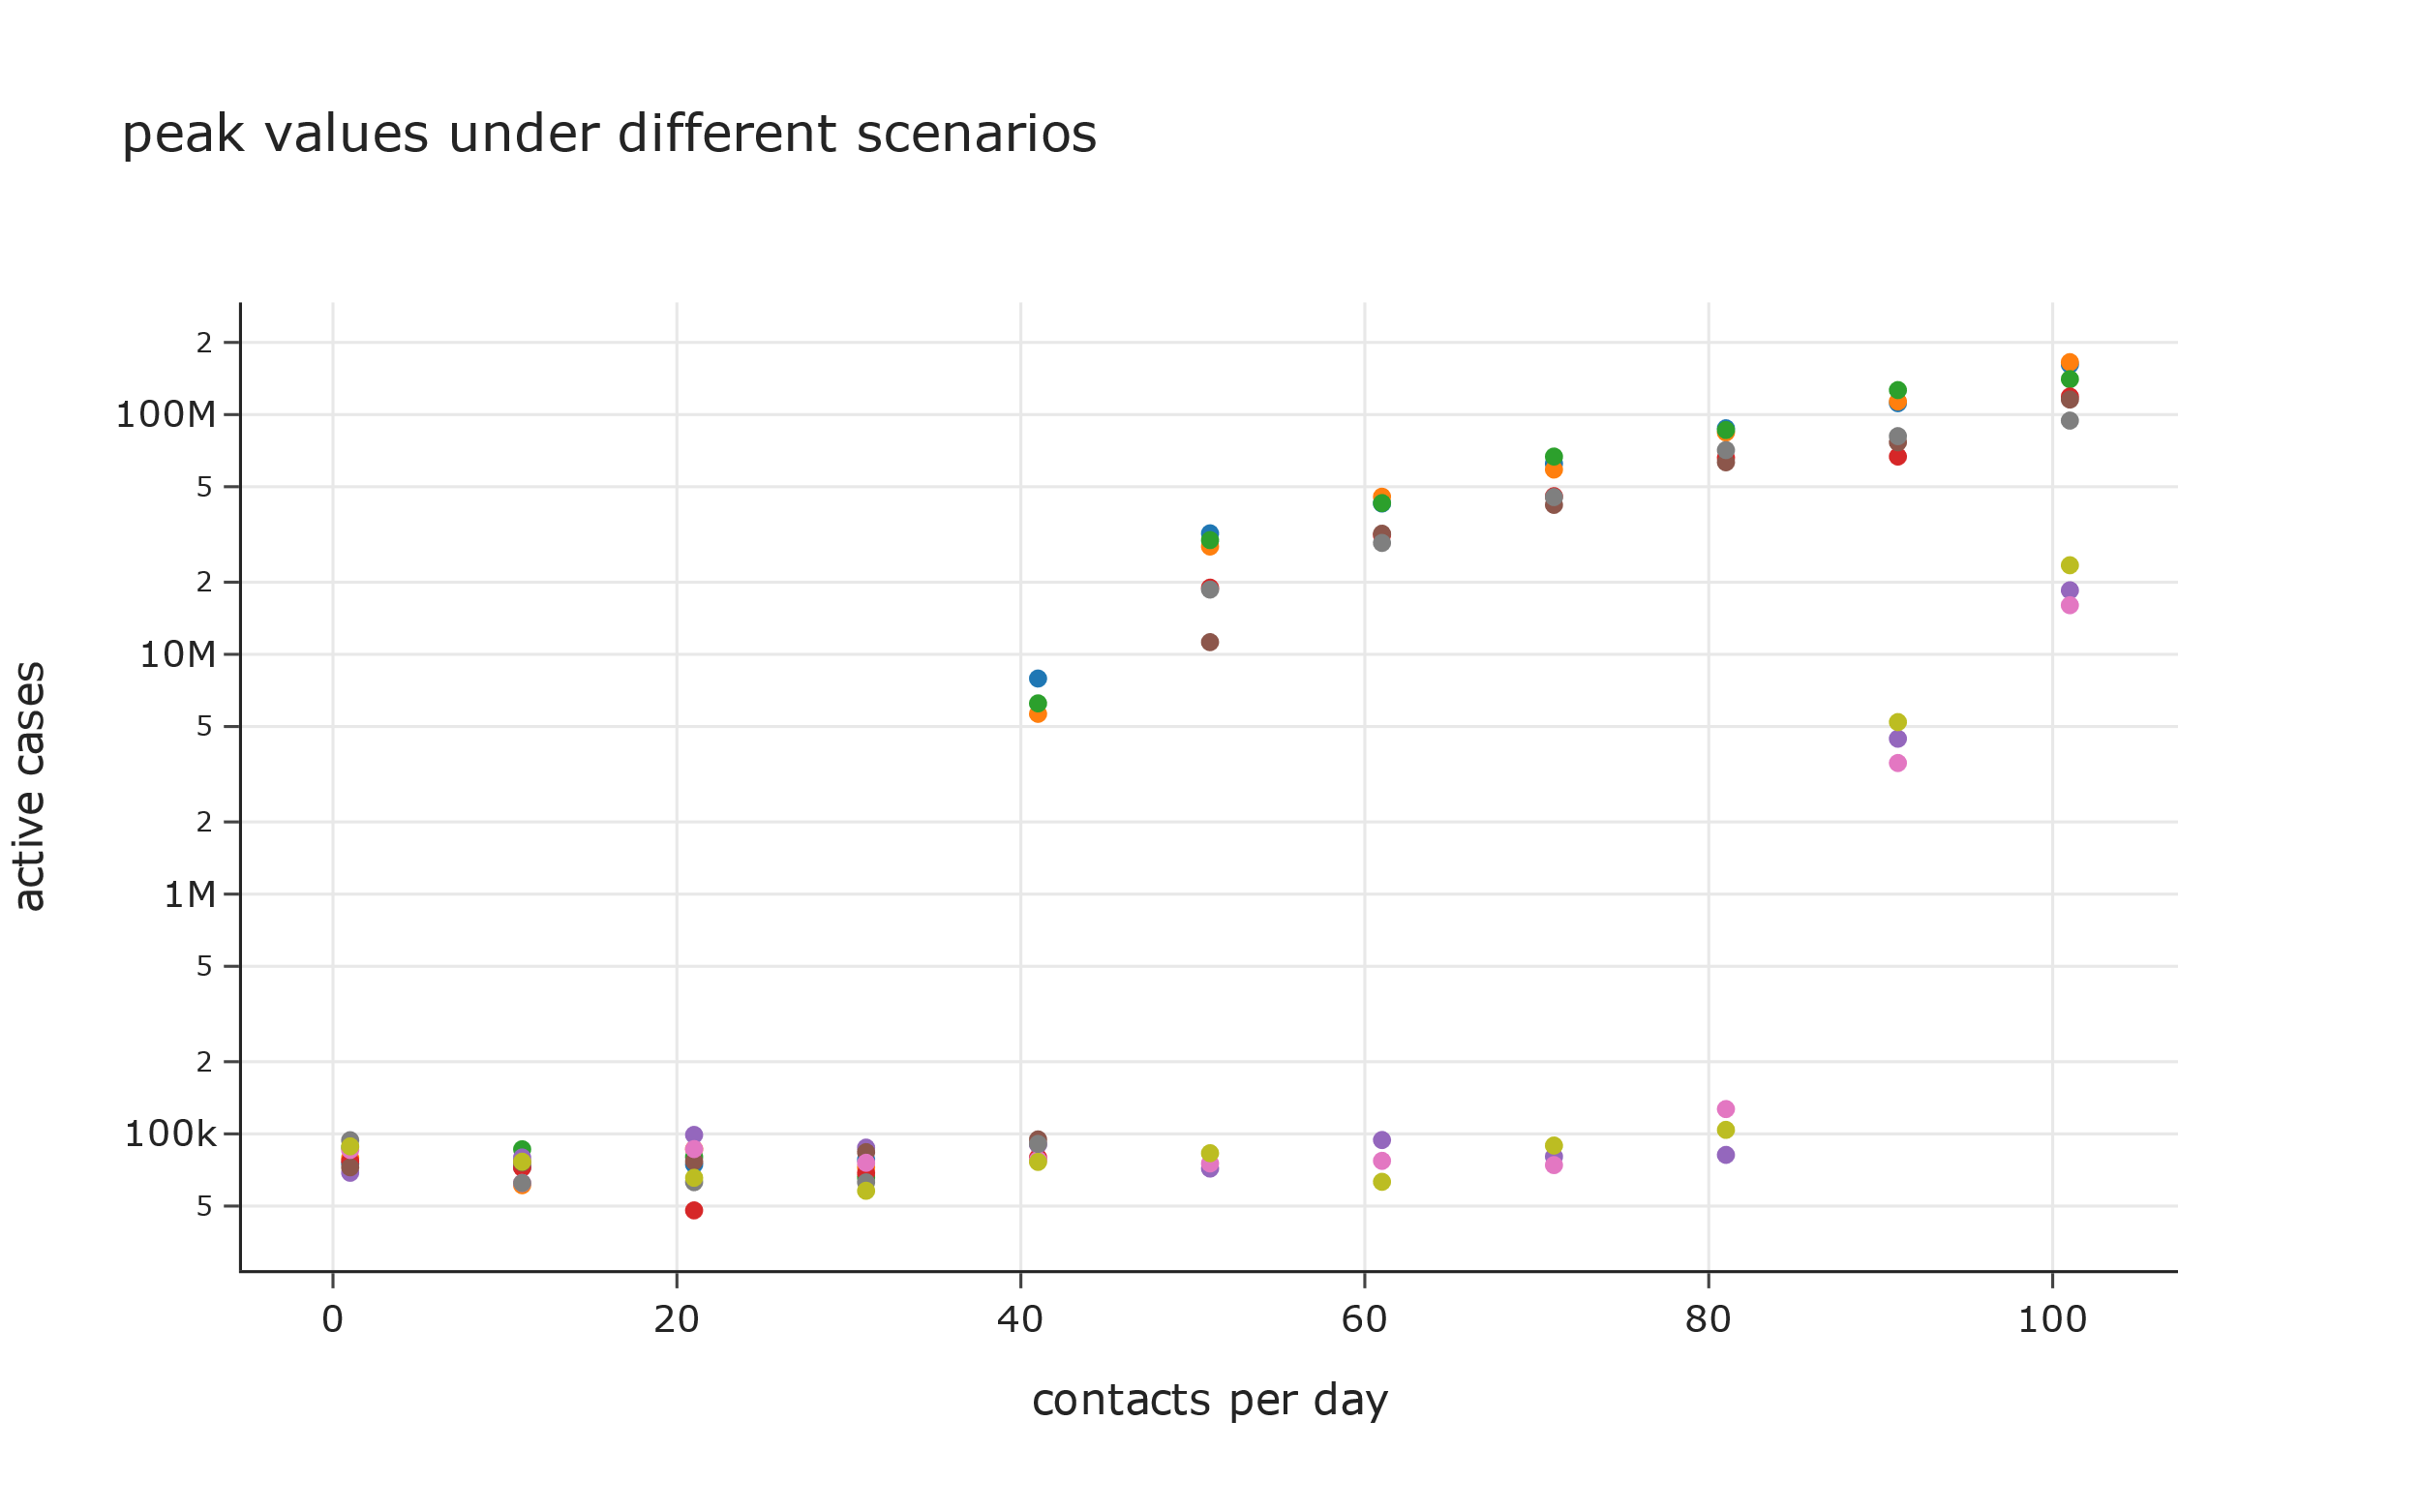 peak values under different scenarios
2
100M
5
2
10M
5
2
1M
5
2
100k
5
active cases
0 20 40 60 80 100
contacts per day